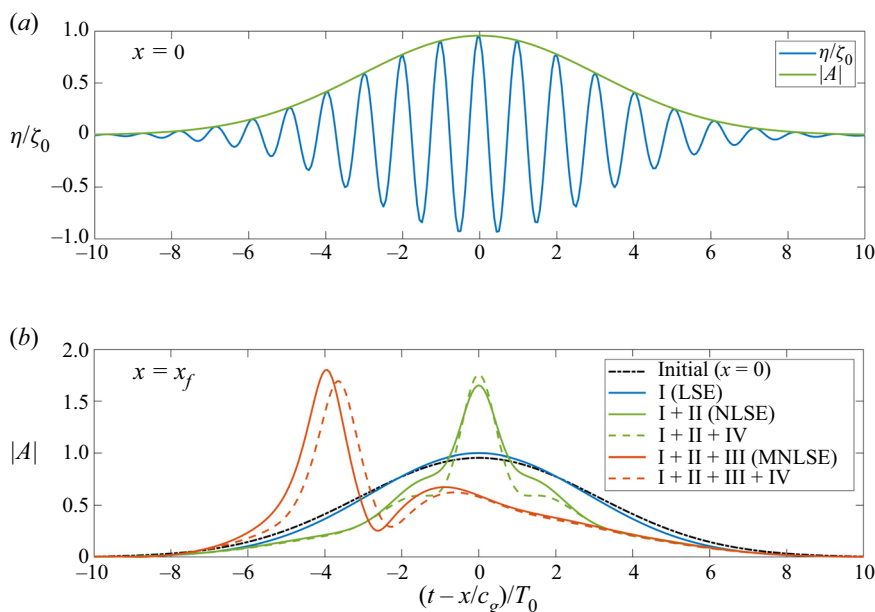 (a)
1.0
x = 0
η/ζ0
|A|
0.5
η/ζ0
0
–0.5
–1.0
–10 –8 –6 –4 –2 0 2 4 6 8 10
(b)
2.0
x = xf
Initial (x = 0)
I (LSE)
1.5
I + II (NLSE)
I + II + IV
|A| 1.0
I + II + III (MNLSE)
I + II + III + IV
0.5
0
–10 –8 –6 –4 –2 0 2 4 6 8 10
(t – x/cg)/T0